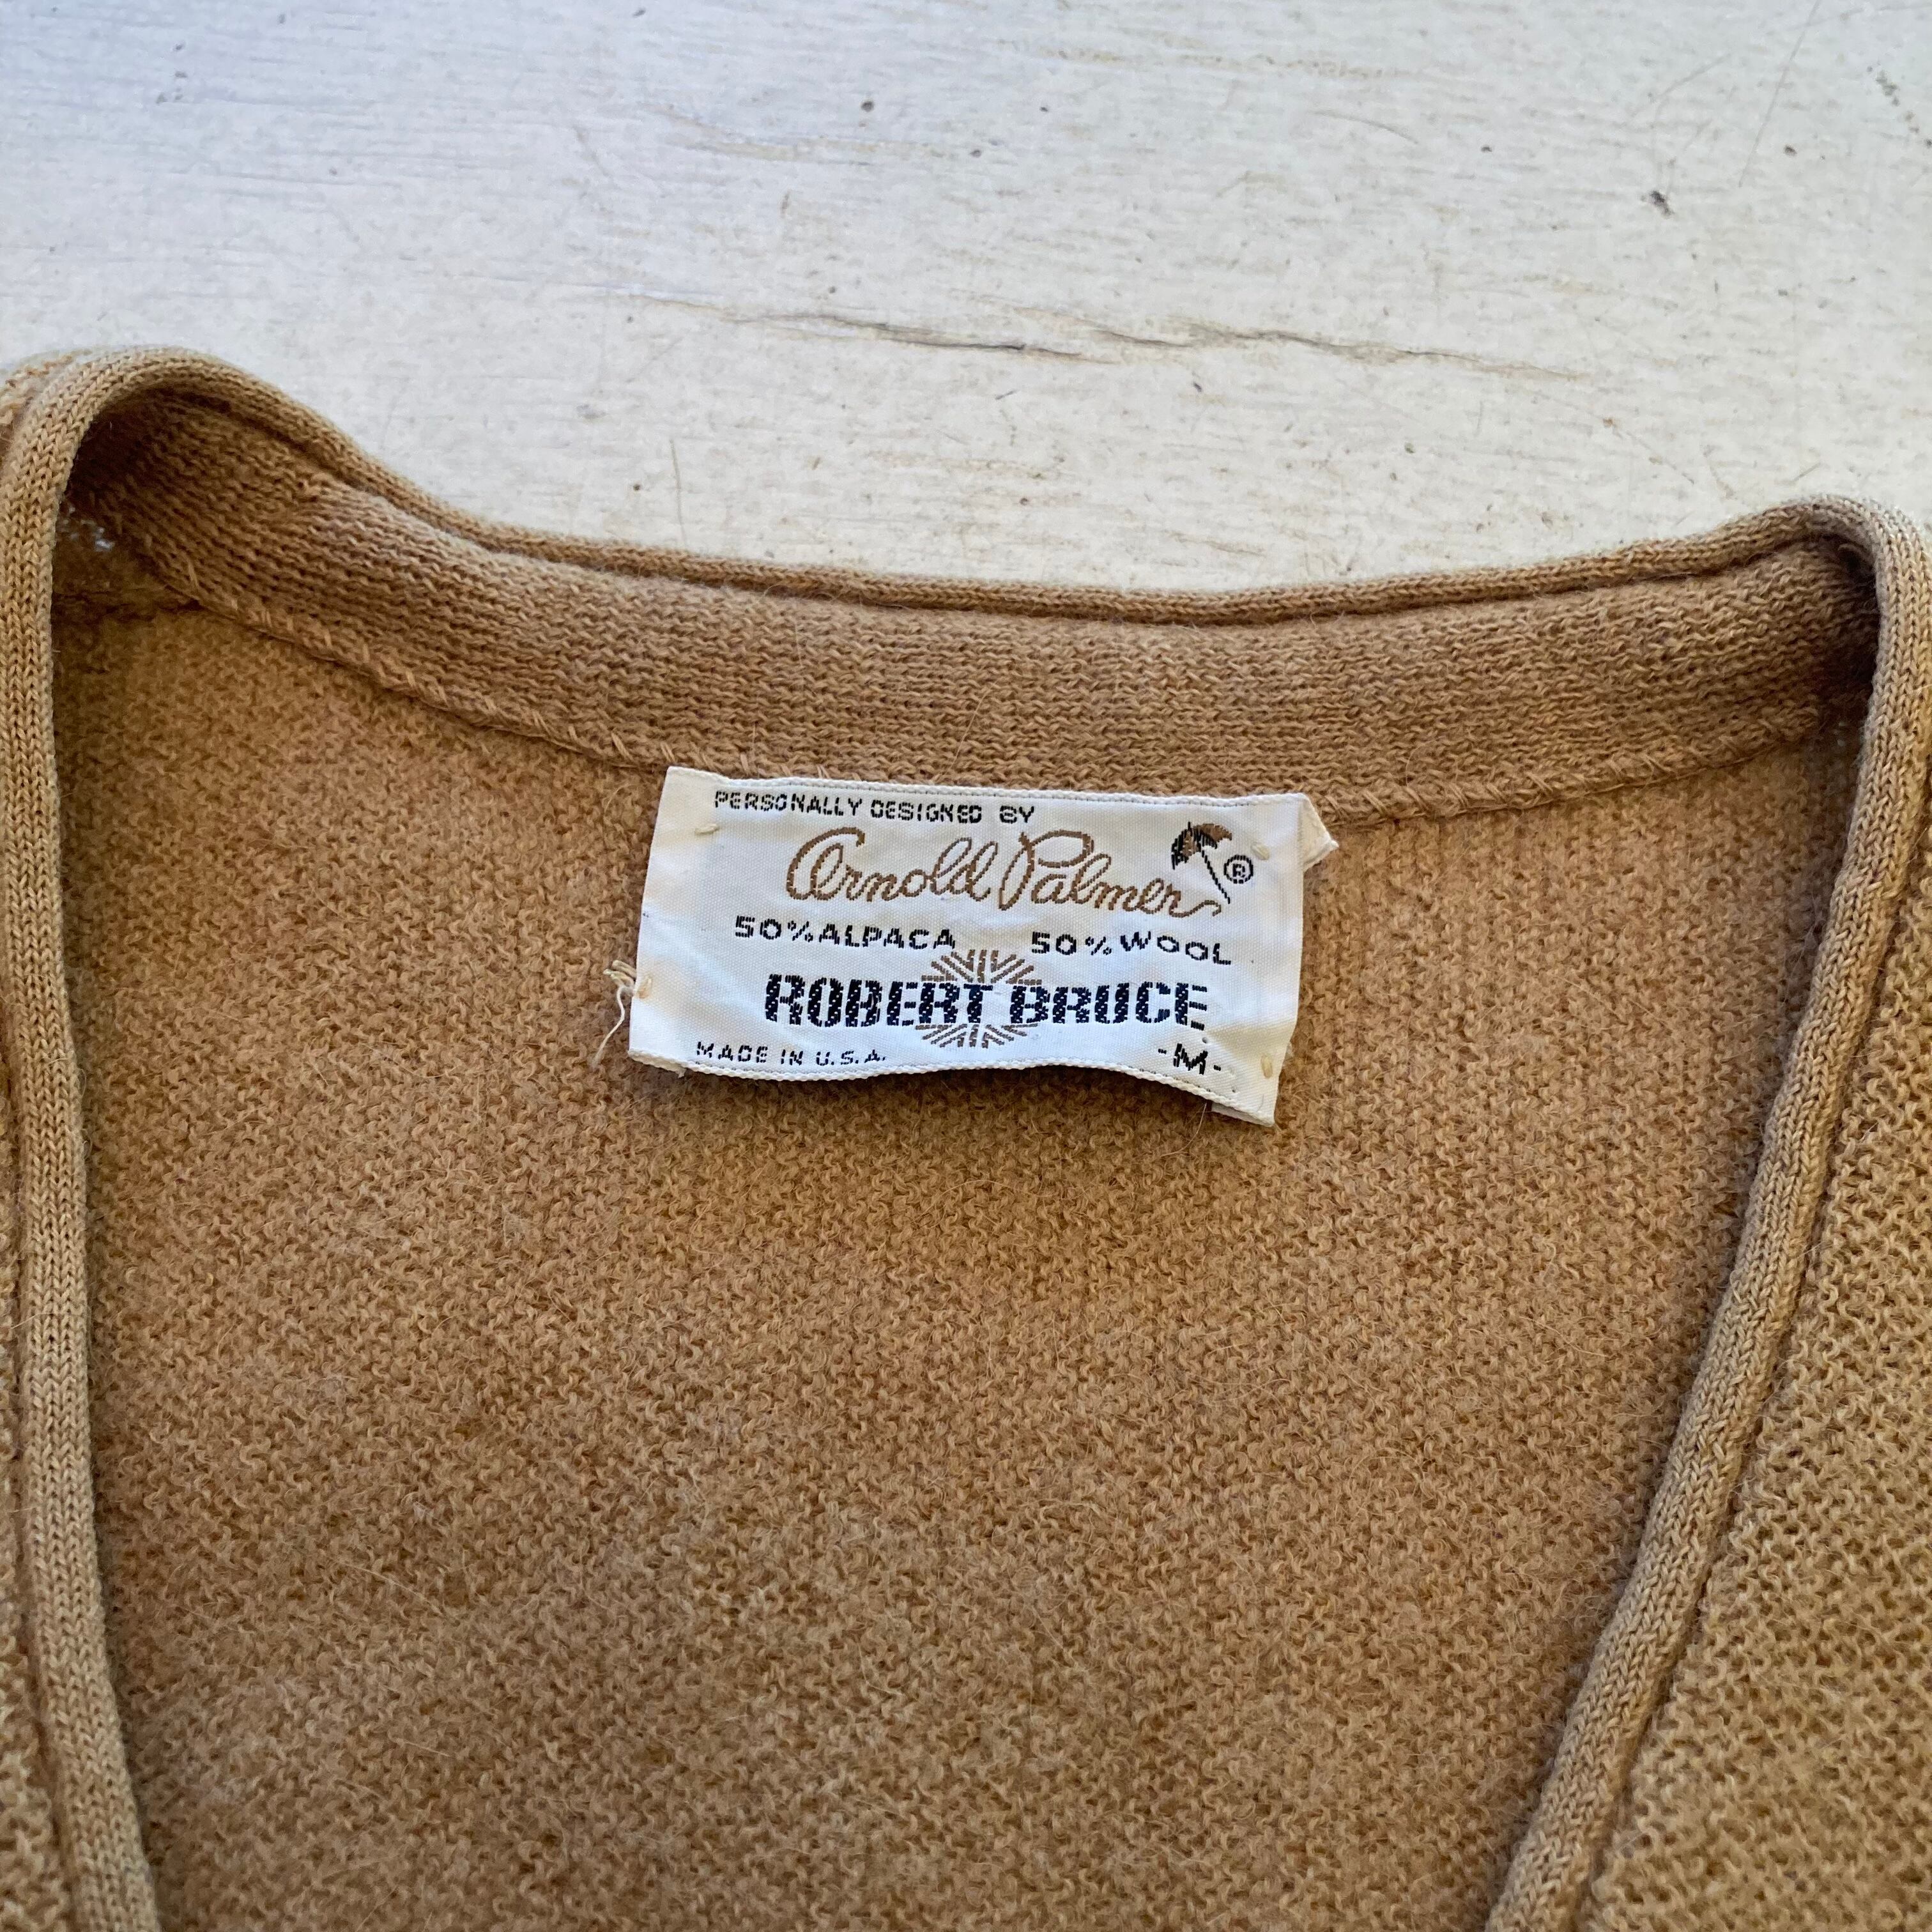 PERSONALLY DESIGNED BY
Arnold Palmer ®
50% ALPACA 50% WOOL
ROBERT BRUCE
MADE IN U.S.A. -M-